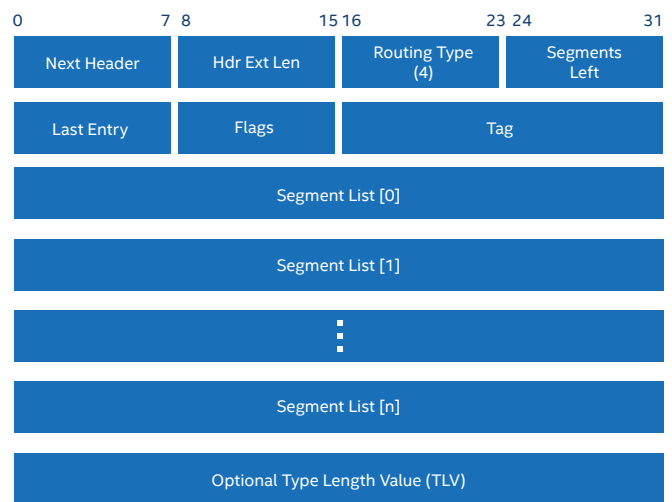 0 7 8 15 16 23 24 31
Next Header Hdr Ext Len Routing Type Segments
(4) Left
Last Entry Flags Tag
Segment List [0]
Segment List [1]
Segment List [n]
Optional Type Length Value (TLV)